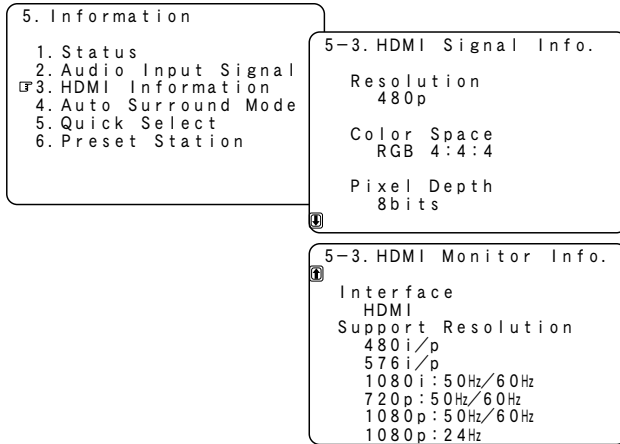 5. Information
1. Status
2. Audio Input Signal
☞3. HDMI Information
4. Auto Surround Mode
5. Quick Select
6. Preset Station
5-3. HDMI Signal Info.
Resolution
480p
Color Space
RGB 4:4:4
Pixel Depth
8bits
5-3. HDMI Monitor Info.
Interface
HDMI
Support Resolution
480i/p
576i/p
1080i:50Hz/60Hz
720p:50Hz/60Hz
1080p:50Hz/60Hz
1080p:24Hz